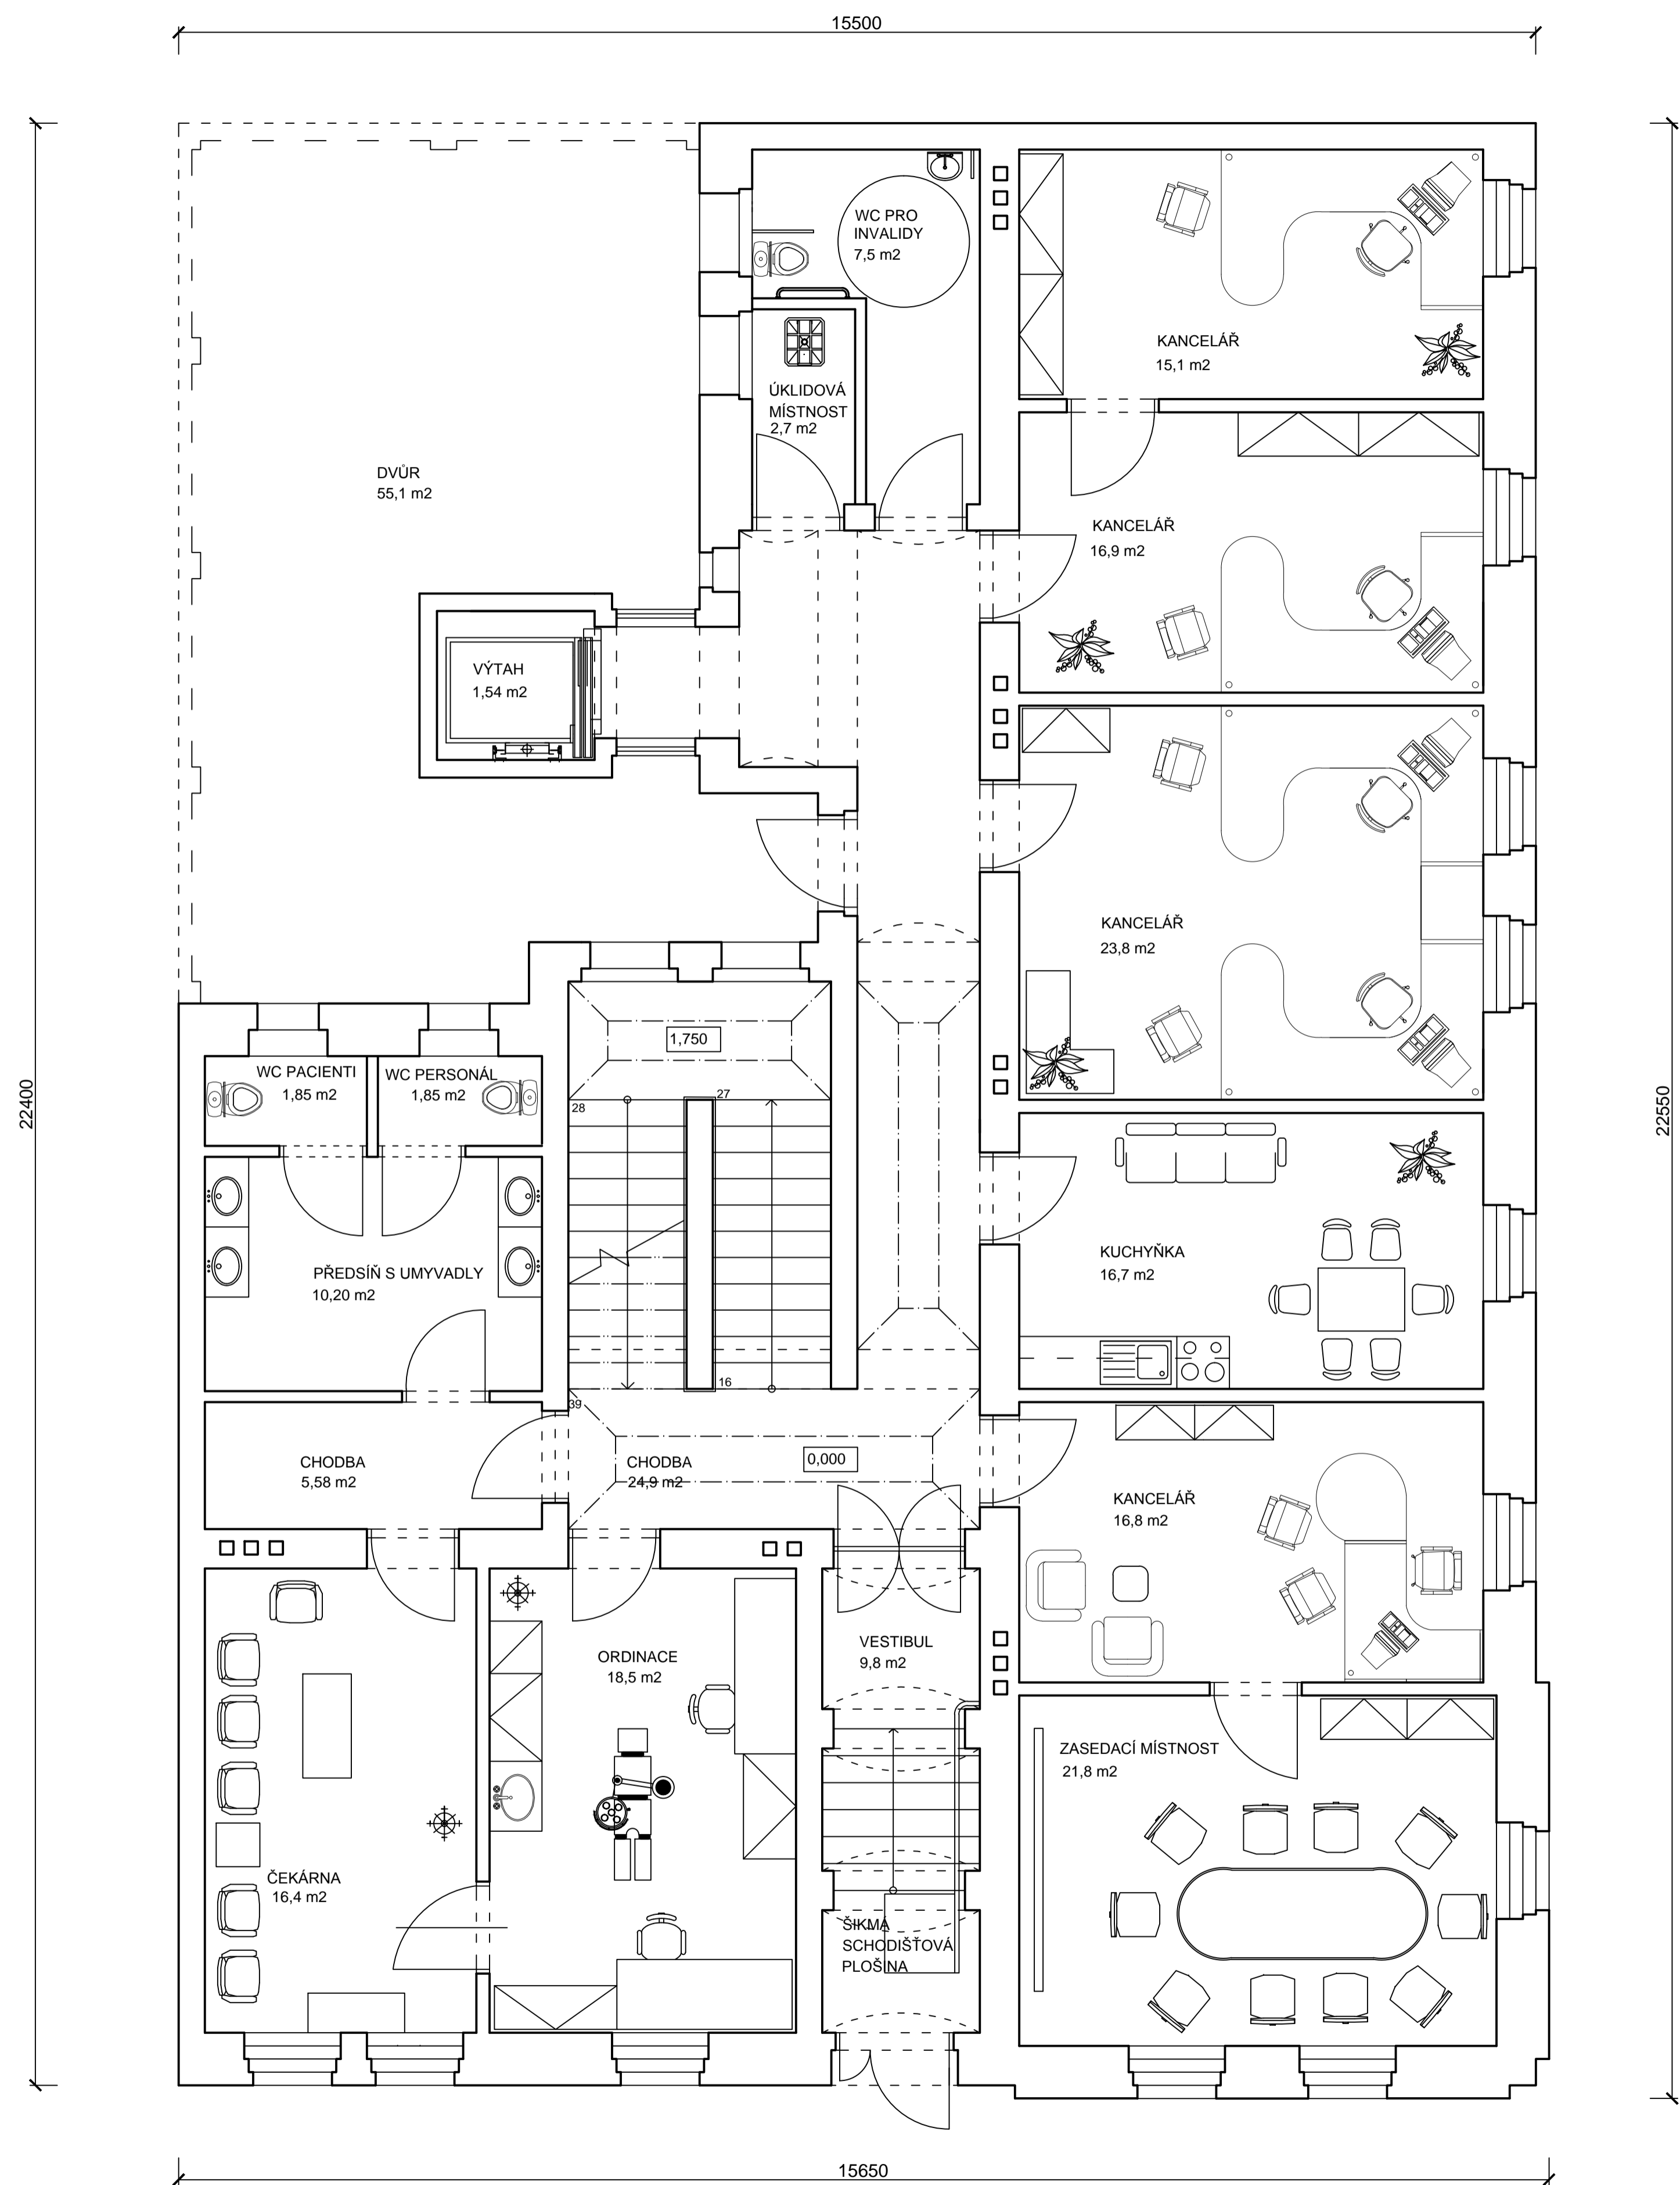 15500
WC PRO
INVALIDY
7,5 m2
KANCELÁŘ
15,1 m2
ÚKLIDOVÁ
MÍSTNOST
2,7 m2
DVŮR
55,1 m2
KANCELÁŘ
16,9 m2
VÝTAH
1,54 m2
KANCELÁŘ
23,8 m2
1,750
WC PACIENTI
1,85 m2
WC PERSONÁL
1,85 m2
28
27
22400
22550
KUCHYŇKA
16,7 m2
PŘEDSÍŇ S UMYVADLY
10,20 m2
16
39
CHODBA
5,58 m2
CHODBA
24,9 m2
0,000
KANCELÁŘ
16,8 m2
ORDINACE
18,5 m2
VESTIBUL
9,8 m2
ZASEDACÍ MÍSTNOST
21,8 m2
ČEKÁRNA
16,4 m2
ŠIKMÁ
SCHODIŠŤOVÁ
PLOŠINA
15650